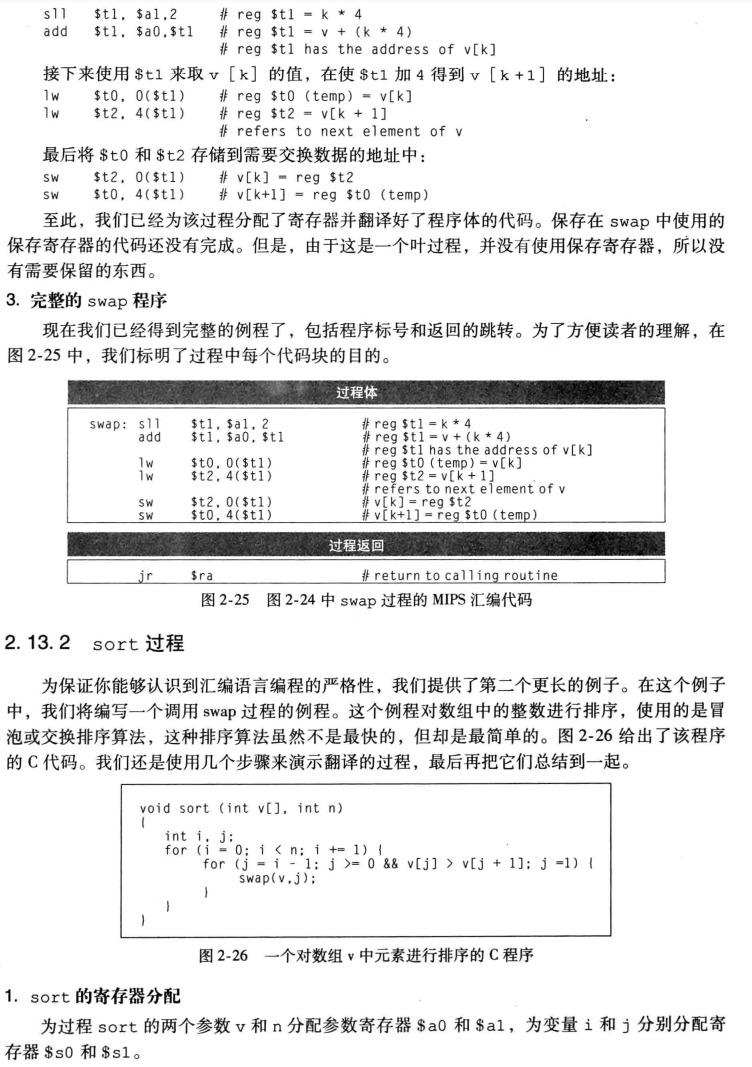 sll $t1, $a1,2 # reg $t1 = k * 4
add $t1, $a0,$t1 # reg $t1 = v + (k * 4)
# reg $t1 has the address of v[k]
接下来使用 $t1 来取 v [k] 的值，在使 $t1 加 4 得到 v [k +1] 的地址：
lw $t0, 0($t1) # reg $t0 (temp) = v[k]
lw $t2, 4($t1) # reg $t2 = v[k + 1]
# refers to next element of v
最后将 $t0 和 $t2 存储到需要交换数据的地址中：
sw $t2, 0($t1) # v[k] = reg $t2
sw $t0, 4($t1) # v[k+1] = reg $t0 (temp)
至此，我们已经为该过程分配了寄存器并翻译好了程序体的代码。保存在 swap 中使用的
保存寄存器的代码还没有完成。但是，由于这是一个叶过程，并没有使用保存寄存器，所以没
有需要保留的东西。
3. 完整的 swap 程序
现在我们已经得到完整的例程了，包括程序标号和返回的跳转。为了方便读者的理解，在
图 2-25 中，我们标明了过程中每个代码块的目的。
过程体
swap: sll $t1, $a1, 2 # reg $t1 = k * 4
add $t1, $a0, $t1 # reg $t1 = v + (k * 4)
# reg $t1 has the address of v[k]
lw $t0, 0($t1) # reg $t0 (temp) = v[k]
lw $t2, 4($t1) # reg $t2 = v[k + 1]
# refers to next element of v
sw $t2, 0($t1) # v[k] = reg $t2
sw $t0, 4($t1) # v[k+1] = reg $t0 (temp)
过程返回
jr $ra # return to calling routine
图 2-25 图 2-24 中 swap 过程的 MIPS 汇编代码
2.13.2 sort 过程
为保证你能够认识到汇编语言编程的严格性，我们提供了第二个更长的例子。在这个例子
中，我们将编写一个调用 swap 过程的例程。这个例程对数组中的整数进行排序，使用的是冒
泡或交换排序算法，这种排序算法虽然不是最快的，但却是最简单的。图 2-26 给出了该程序
的 C 代码。我们还是使用几个步骤来演示翻译的过程，最后再把它们总结到一起。
void sort (int v[], int n)
{
int i, j;
for (i = 0; i < n; i += 1) {
for (j = i - 1; j >= 0 && v[j] > v[j + 1]; j =1) {
swap(v,j);
}
}
}
图 2-26 一个对数组 v 中元素进行排序的 C 程序
1. sort 的寄存器分配
为过程 sort 的两个参数 v 和 n 分配参数寄存器 $a0 和 $a1，为变量 i 和 j 分别分配寄
存器 $s0 和 $s1。